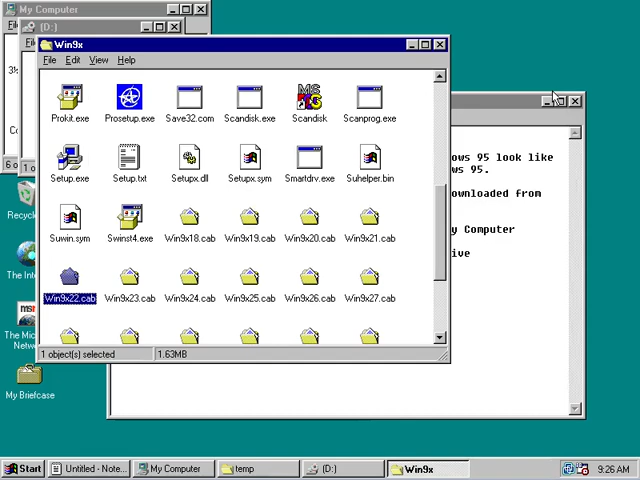 My Computer
(D:)
Win9x
File Edit View Help
Prokit.exe Prosetup.exe Save32.com Scandisk.exe Scandisk Scanprog.exe
Setup.exe Setup.txt Setupx.dll Setupx.sym Smartdrv.exe Suhelper.bin
Suwin.sym Swinst4.exe Win9x18.cab Win9x19.cab Win9x20.cab Win9x21.cab
Win9x22.cab Win9x23.cab Win9x24.cab Win9x25.cab Win9x26.cab Win9x27.cab
1 object(s) selected 1.63MB
ows 95 look like
ws 95.
ownloaded from
y Computer
ive
Recycl
The Int
msn
The Mic
Netw
My Briefcase
Start Untitled - Note... My Computer temp (D:) Win9x 9:26 AM